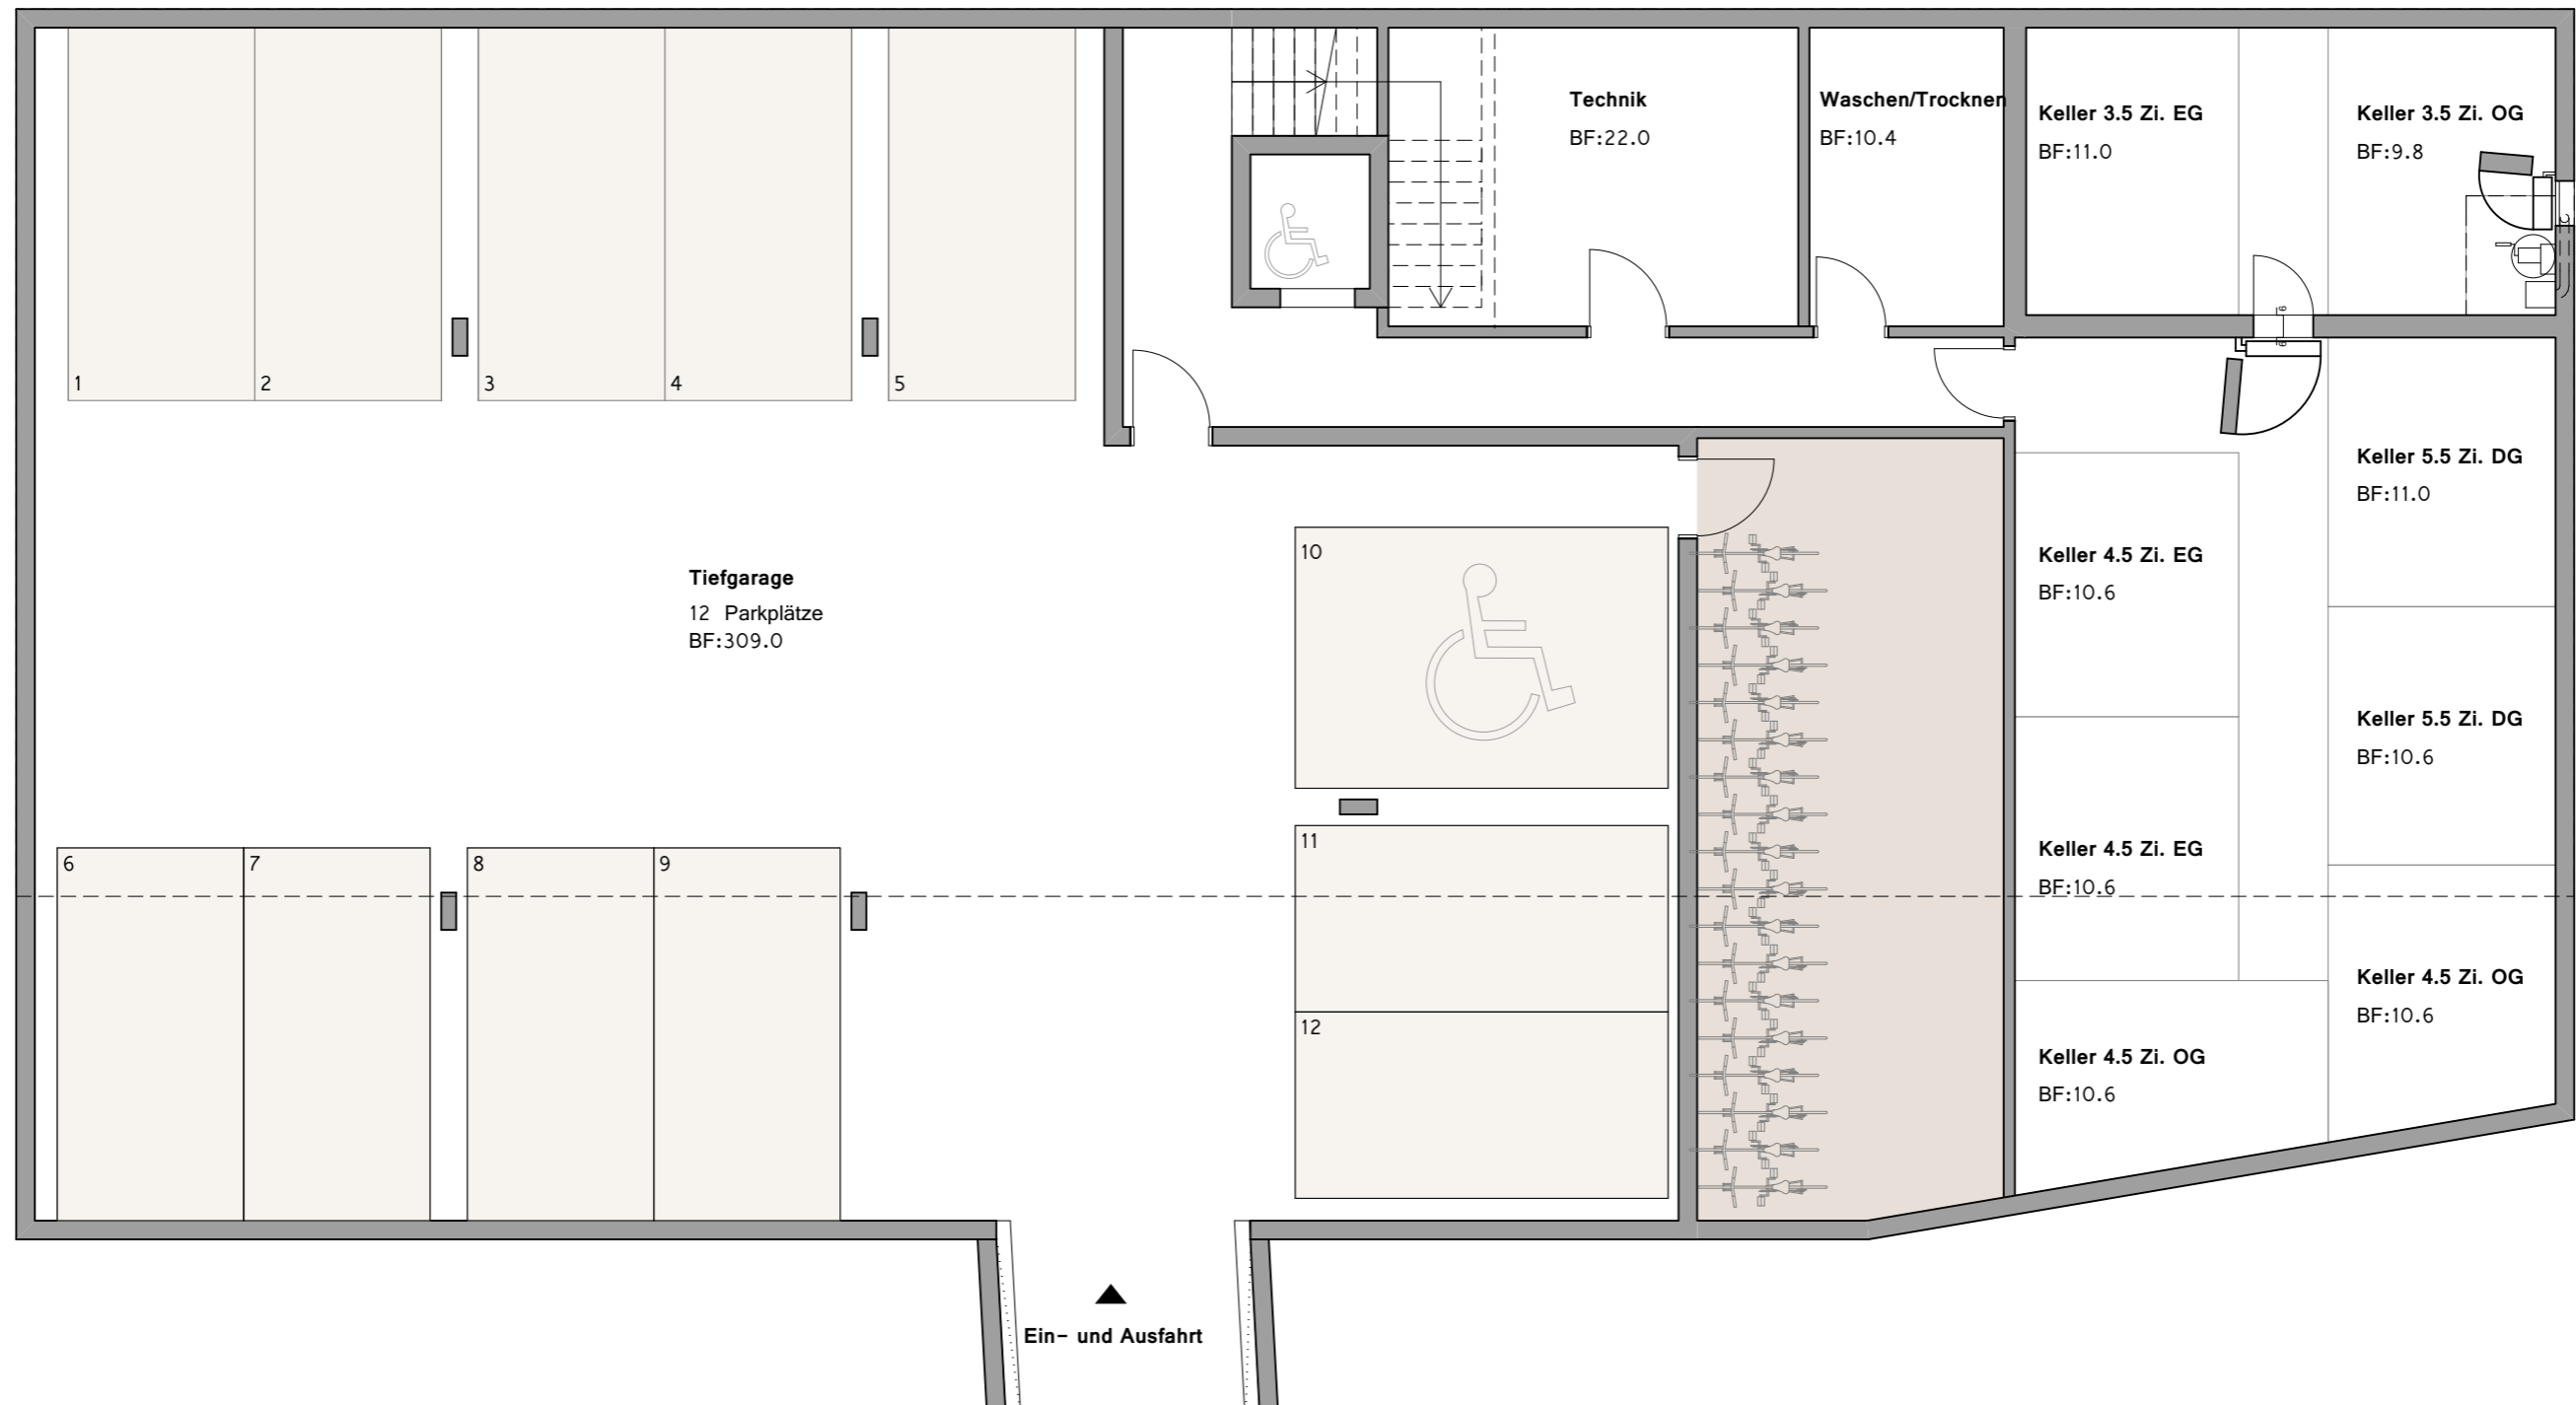 Technik
BF:22.0
Waschen/Trocknen
BF:10.4
Keller 3.5 Zi. EG
BF:11.0
Keller 3.5 Zi. OG
BF:9.8
1
2
3
4
5
Keller 5.5 Zi. DG
BF:11.0
Keller 4.5 Zi. EG
BF:10.6
Tiefgarage
12 Parkplätze
BF:309.0
10
Keller 5.5 Zi. DG
BF:10.6
11
6
7
8
9
Keller 4.5 Zi. EG
BF:10.6
Keller 4.5 Zi. OG
BF:10.6
12
Keller 4.5 Zi. OG
BF:10.6
Ein- und Ausfahrt